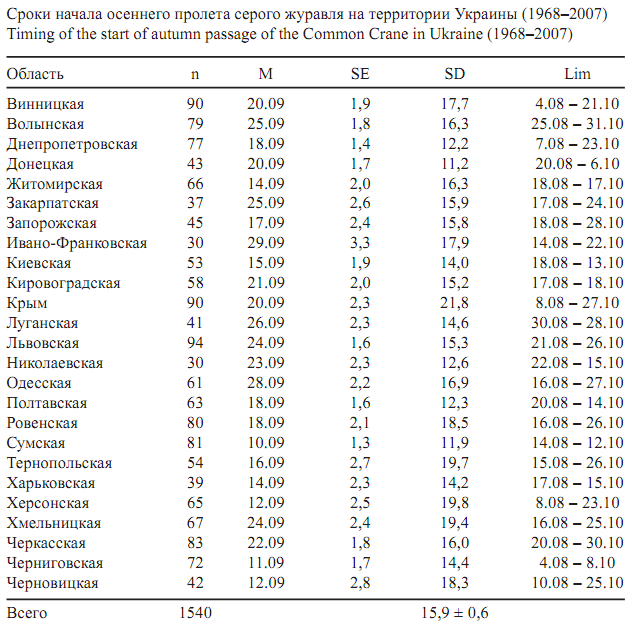 Сроки начала осеннего пролета серого журавля на территории Украины (1968–2007)
Timing of the start of autumn passage of the Common Crane in Ukraine (1968–2007)
Область n M SE SD Lim
Винницкая 90 20.09 1,9 17,7 4.08 – 21.10
Волынская 79 25.09 1,8 16,3 25.08 – 31.10
Днепропетровская 77 18.09 1,4 12,2 7.08 – 23.10
Донецкая 43 20.09 1,7 11,2 20.08 – 6.10
Житомирская 66 14.09 2,0 16,3 18.08 – 17.10
Закарпатская 37 25.09 2,6 15,9 17.08 – 24.10
Запорожская 45 17.09 2,4 15,8 18.08 – 28.10
Ивано-Франковская 30 29.09 3,3 17,9 14.08 – 22.10
Киевская 53 15.09 1,9 14,0 18.08 – 13.10
Кировоградская 58 21.09 2,0 15,2 17.08 – 18.10
Крым 90 20.09 2,3 21,8 8.08 – 27.10
Луганская 41 26.09 2,3 14,6 30.08 – 28.10
Львовская 94 24.09 1,6 15,3 21.08 – 26.10
Николаевская 30 23.09 2,3 12,6 22.08 – 15.10
Одесская 61 28.09 2,2 16,9 16.08 – 27.10
Полтавская 63 18.09 1,6 12,3 20.08 – 14.10
Ровенская 80 18.09 2,1 18,5 16.08 – 26.10
Сумская 81 10.09 1,3 11,9 14.08 – 12.10
Тернопольская 54 16.09 2,7 19,7 15.08 – 26.10
Харьковская 39 14.09 2,3 14,2 17.08 – 15.10
Херсонская 65 12.09 2,5 19,8 8.08 – 23.10
Хмельницкая 67 24.09 2,4 19,4 16.08 – 25.10
Черкасская 83 22.09 1,8 16,0 20.08 – 30.10
Черниговская 72 11.09 1,7 14,4 4.08 – 8.10
Черновицкая 42 12.09 2,8 18,3 10.08 – 25.10
Всего 1540 15,9 ± 0,6